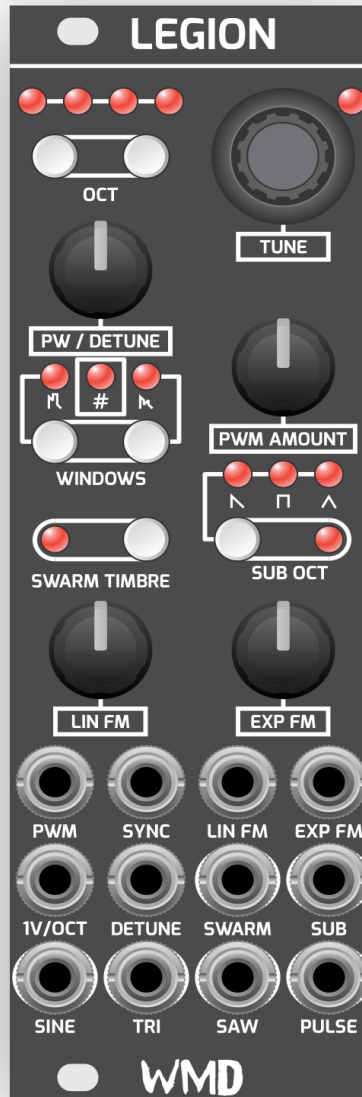 LEGION
OCT
TUNE
PW / DETUNE
#
PWM AMOUNT
WINDOWS
SUB OCT
SWARM TIMBRE
LIN FM EXP FM
PWM SYNC LIN FM EXP FM
1V/OCT DETUNE SWARM SUB
SINE TRI SAW PULSE
WMD